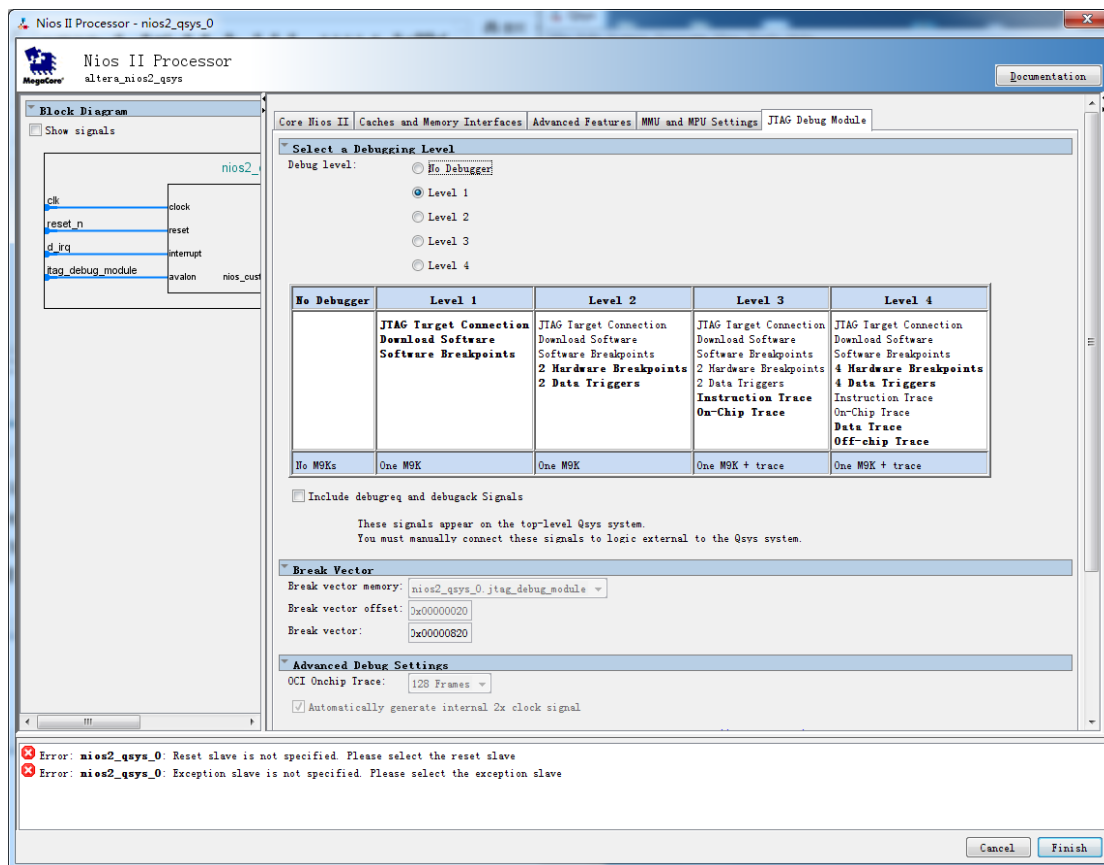 Nios II Processor - nios2_qsys_0
MegaCore®
Nios II Processor
altera_nios2_qsys
Documentation
Block Diagram
Show signals
nios2_
clk
clock
reset_n
reset
d_irq
interrupt
jtag_debug_module
avalon
nios_cust
Core Nios II
Caches and Memory Interfaces
Advanced Features
MMU and MPU Settings
JTAG Debug Module
Select a Debugging Level
Debug level:
No Debugger
Level 1
Level 2
Level 3
Level 4
No Debugger
Level 1
Level 2
Level 3
Level 4
JTAG Target Connection
Download Software
Software Breakpoints
JTAG Target Connection
Download Software
Software Breakpoints
2 Hardware Breakpoints
2 Data Triggers
JTAG Target Connection
Download Software
Software Breakpoints
2 Hardware Breakpoints
2 Data Triggers
Instruction Trace
On-Chip Trace
JTAG Target Connection
Download Software
Software Breakpoints
4 Hardware Breakpoints
4 Data Triggers
Instruction Trace
On-Chip Trace
Data Trace
Off-chip Trace
No M9Ks
One M9K
One M9K
One M9K + trace
One M9K + trace
Include debugreq and debugack Signals
These signals appear on the top-level Qsys system.
You must manually connect these signals to logic external to the Qsys system.
Break Vector
Break vector memory:
nios2_qsys_0.jtag_debug_module
Break vector offset:
0x00000020
Break vector:
0x00000820
Advanced Debug Settings
OCI Onchip Trace:
128 Frames
Automatically generate internal 2x clock signal
Error: nios2_qsys_0: Reset slave is not specified. Please select the reset slave
Error: nios2_qsys_0: Exception slave is not specified. Please select the exception slave
Cancel
Finish